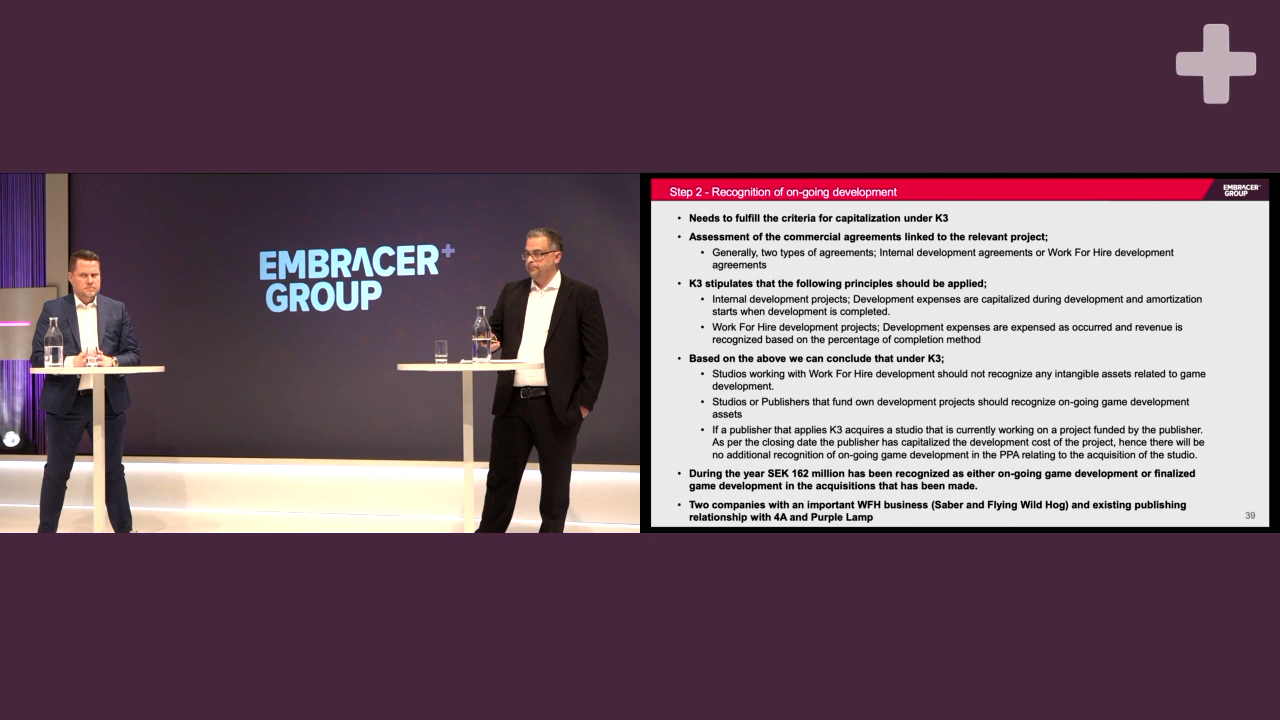 EMBRACER+
GROUP
Step 2 - Recognition of on-going development
EMBRACER+
GROUP
• Needs to fulfill the criteria for capitalization under K3
• Assessment of the commercial agreements linked to the relevant project;
• Generally, two types of agreements; Internal development agreements or Work For Hire development
agreements
• K3 stipulates that the following principles should be applied;
• Internal development projects; Development expenses are capitalized during development and amortization
starts when development is completed.
• Work For Hire development projects; Development expenses are expensed as occurred and revenue is
recognized based on the percentage of completion method
• Based on the above we can conclude that under K3;
• Studios working with Work For Hire development should not recognize any intangible assets related to game
development.
• Studios or Publishers that fund own development projects should recognize on-going game development
assets
• If a publisher that applies K3 acquires a studio that is currently working on a project funded by the publisher.
As per the closing date the publisher has capitalized the development cost of the project, hence there will be
no additional recognition of on-going game development in the PPA relating to the acquisition of the studio.
• During the year SEK 162 million has been recognized as either on-going game development or finalized
game development in the acquisitions that has been made.
• Two companies with an important WFH business (Saber and Flying Wild Hog) and existing publishing
relationship with 4A and Purple Lamp
39